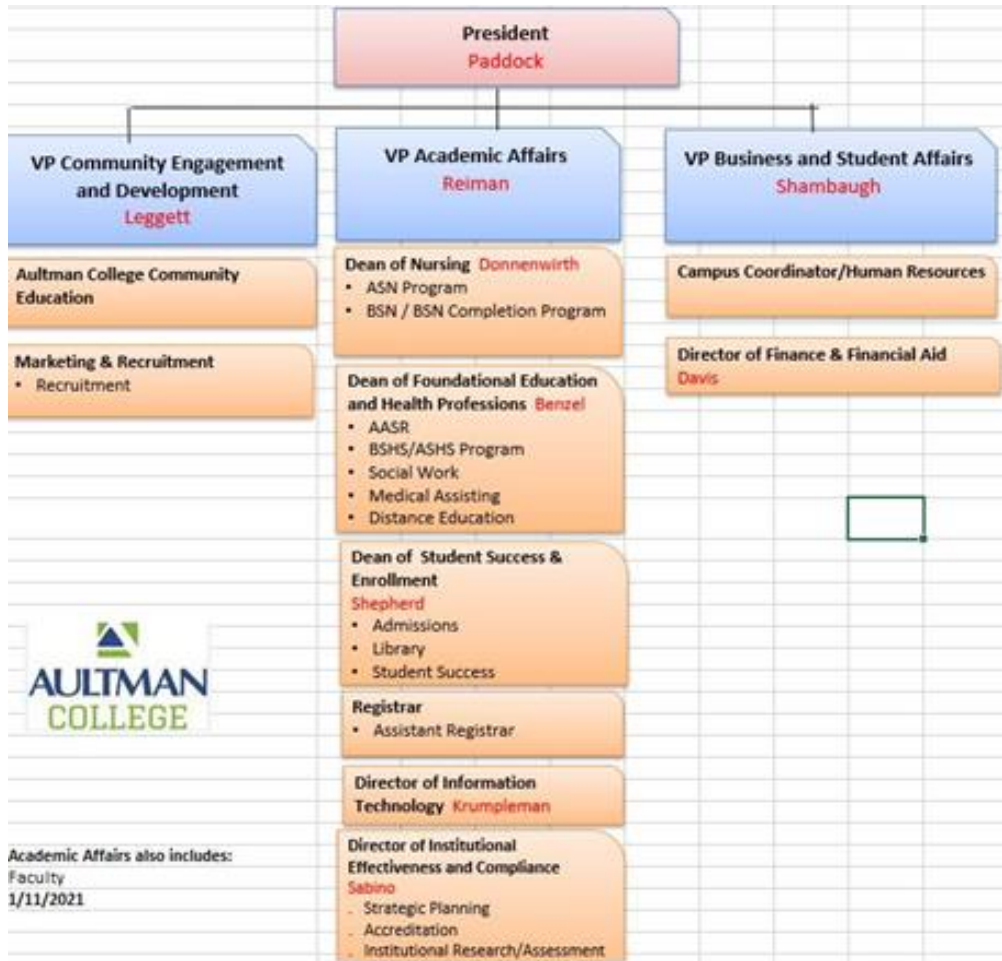 President
Paddock
VP Community Engagement
and Development
Leggett
Aultman College Community
Education
Marketing & Recruitment
• Recruitment
VP Academic Affairs
Reiman
Dean of Nursing Donnenwirth
• ASN Program
• BSN / BSN Completion Program
Dean of Foundational Education
and Health Professions Benzel
• AASR
• BSHS/ASHS Program
• Social Work
• Medical Assisting
• Distance Education
Dean of Student Success &
Enrollment
Shepherd
• Admissions
• Library
• Student Success
Registrar
• Assistant Registrar
Director of Information
Technology Krumpleman
Director of Institutional
Effectiveness and Compliance
Sabino
. Strategic Planning
. Accreditation
. Institutional Research/Assessment
VP Business and Student Affairs
Shambaugh
Campus Coordinator/Human Resources
Director of Finance & Financial Aid
Davis
AULTMAN
COLLEGE
Academic Affairs also includes:
Faculty
1/11/2021